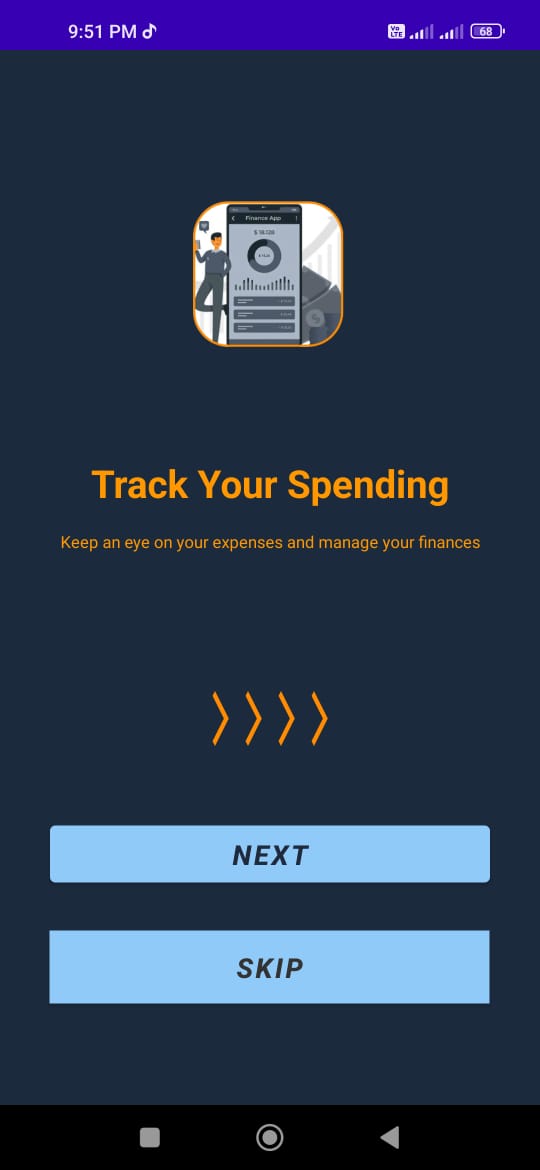 9:51 PM
Vo
LTE
68
Finance App
$ 18.128
Track Your Spending
Keep an eye on your expenses and manage your finances
NEXT
SKIP